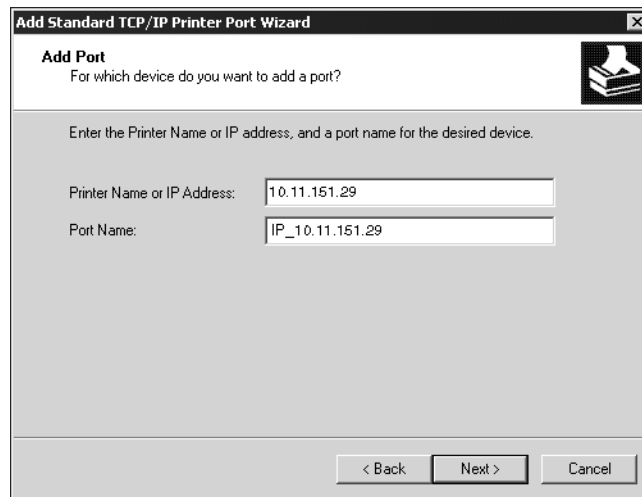 Add Standard TCP/IP Printer Port Wizard
Add Port
For which device do you want to add a port?
Enter the Printer Name or IP address, and a port name for the desired device.
Printer Name or IP Address: 10.11.151.29
Port Name: IP_10.11.151.29
< Back Next > Cancel